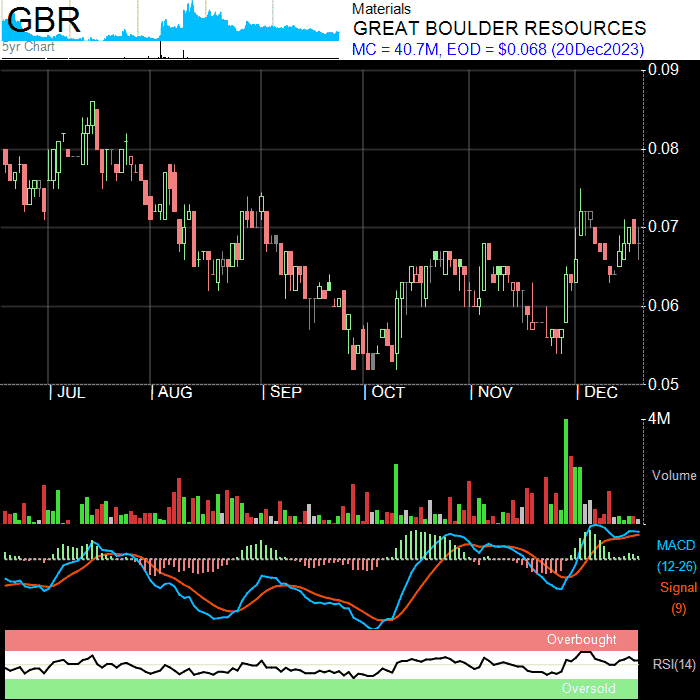 GBR
5yr Chart
Materials
GREAT BOULDER RESOURCES
MC = 40.7M, EOD = $0.068 (20Dec2023)
0.09
0.08
0.07
0.06
0.05
| JUL | AUG | SEP | OCT | NOV | DEC
4M
Volume
MACD
(12-26)
Signal
(9)
Overbought
RSI(14)
Oversold